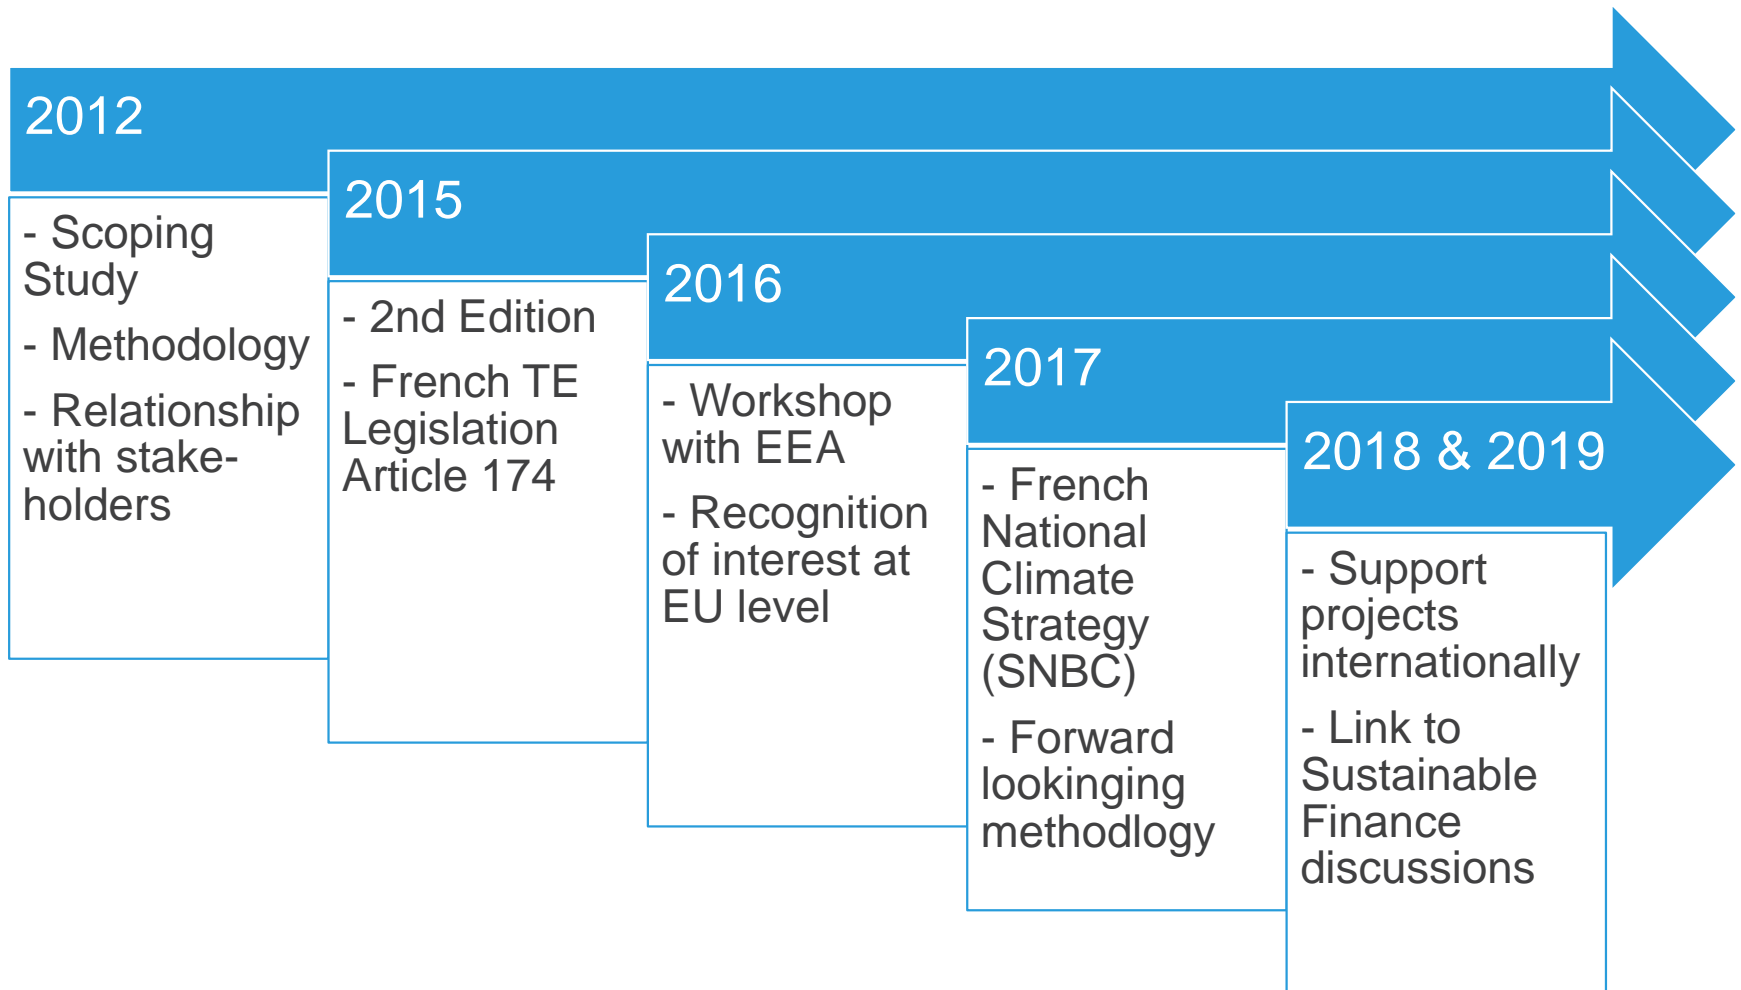 2012
- Scoping
Study
- Methodology
- Relationship
with stake-
holders
2015
- 2nd Edition
- French TE
Legislation
Article 174
2016
- Workshop
with EEA
- Recognition
of interest at
EU level
2017
- French
National
Climate
Strategy
(SNBC)
- Forward
lookinging
methodlogy
2018 & 2019
- Support
projects
internationally
- Link to
Sustainable
Finance
discussions